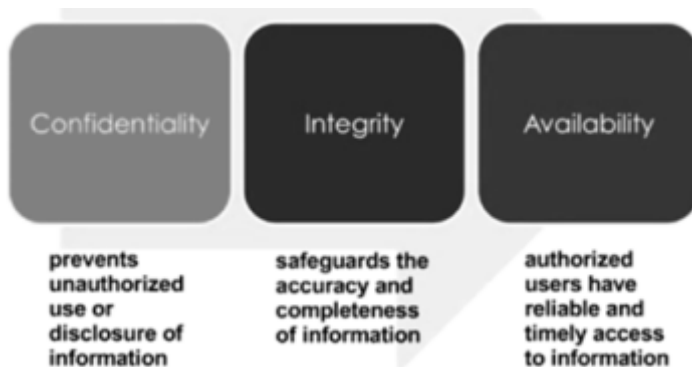 Confidentiality
Integrity
Availability
prevents
unauthorized
use or
disclosure of
information
safeguards the
accuracy and
completeness
of information
authorized
users have
reliable and
timely access
to information